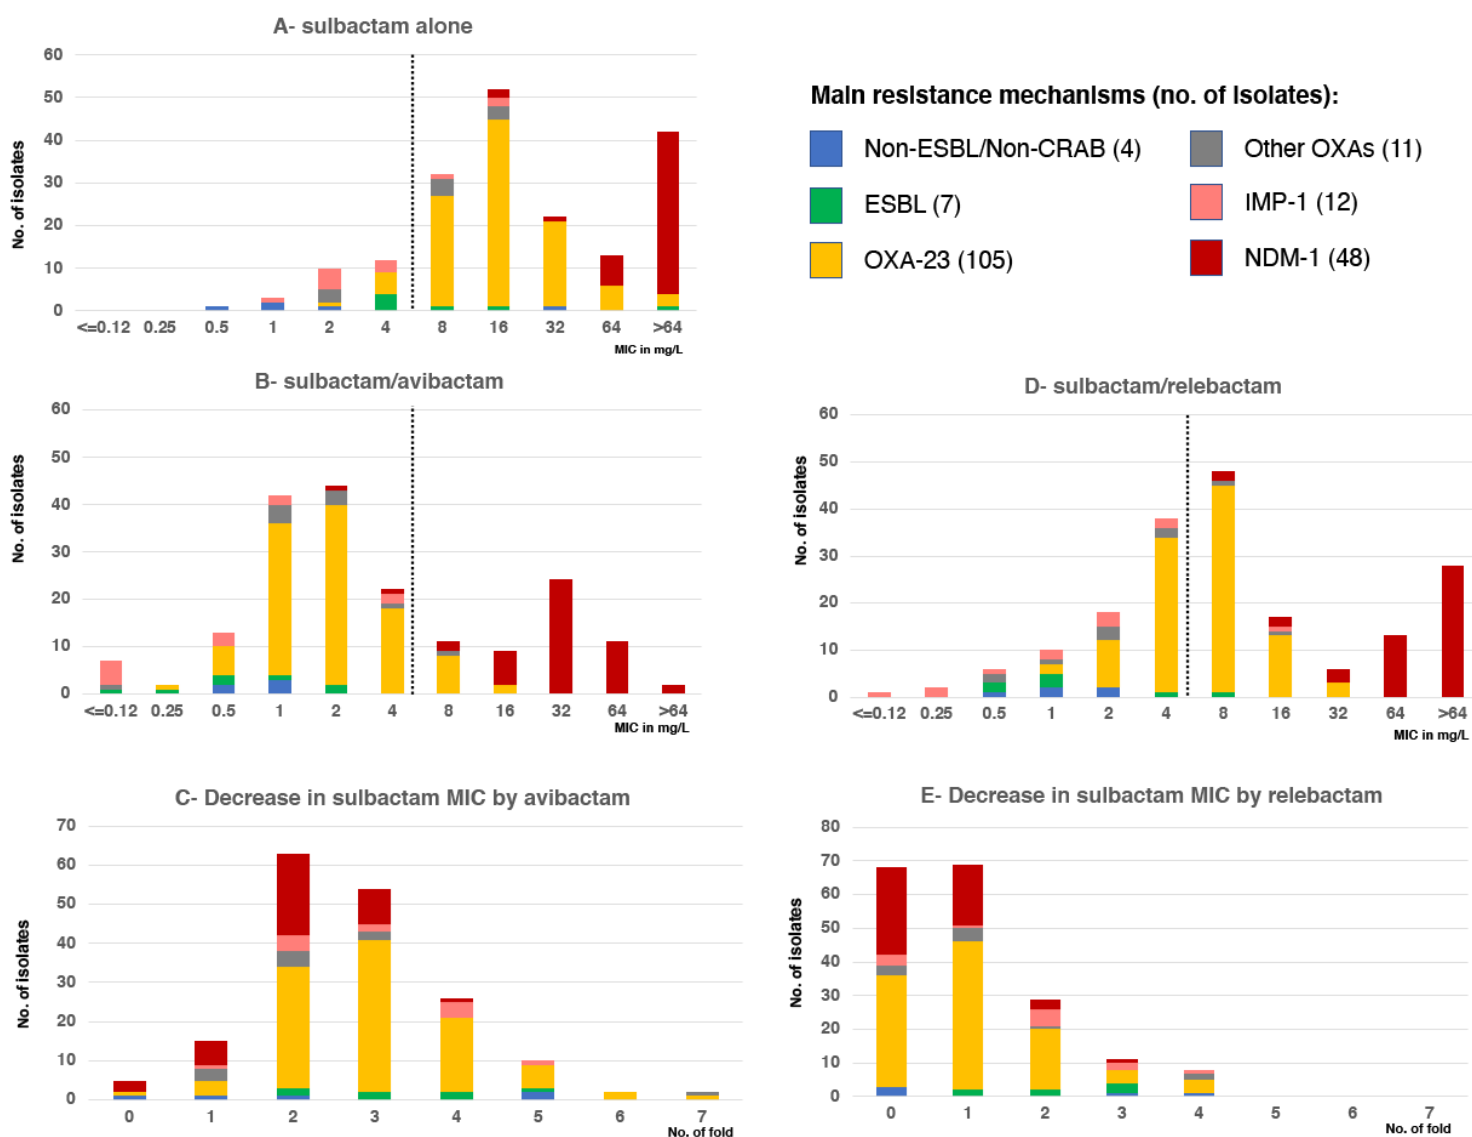 A- sulbactam alone
No. of isolates
60
50
40
30
20
10
0
<=0.12 0.25 0.5 1 2 4 8 16 32 64 >64
MIC in mg/L
Main resistance mechanisms (no. of isolates):
Non-ESBL/Non-CRAB (4)
Other OXAs (11)
ESBL (7)
IMP-1 (12)
OXA-23 (105)
NDM-1 (48)
B- sulbactam/avibactam
No. of isolates
60
50
40
30
20
10
0
<=0.12 0.25 0.5 1 2 4 8 16 32 64 >64
MIC in mg/L
D- sulbactam/relebactam
No. of isolates
60
50
40
30
20
10
0
<=0.12 0.25 0.5 1 2 4 8 16 32 64 >64
MIC in mg/L
C- Decrease in sulbactam MIC by avibactam
No. of isolates
70
60
50
40
30
20
10
0
0 1 2 3 4 5 6 7
No. of fold
E- Decrease in sulbactam MIC by relebactam
No. of isolates
80
70
60
50
40
30
20
10
0
0 1 2 3 4 5 6 7
No. of fold